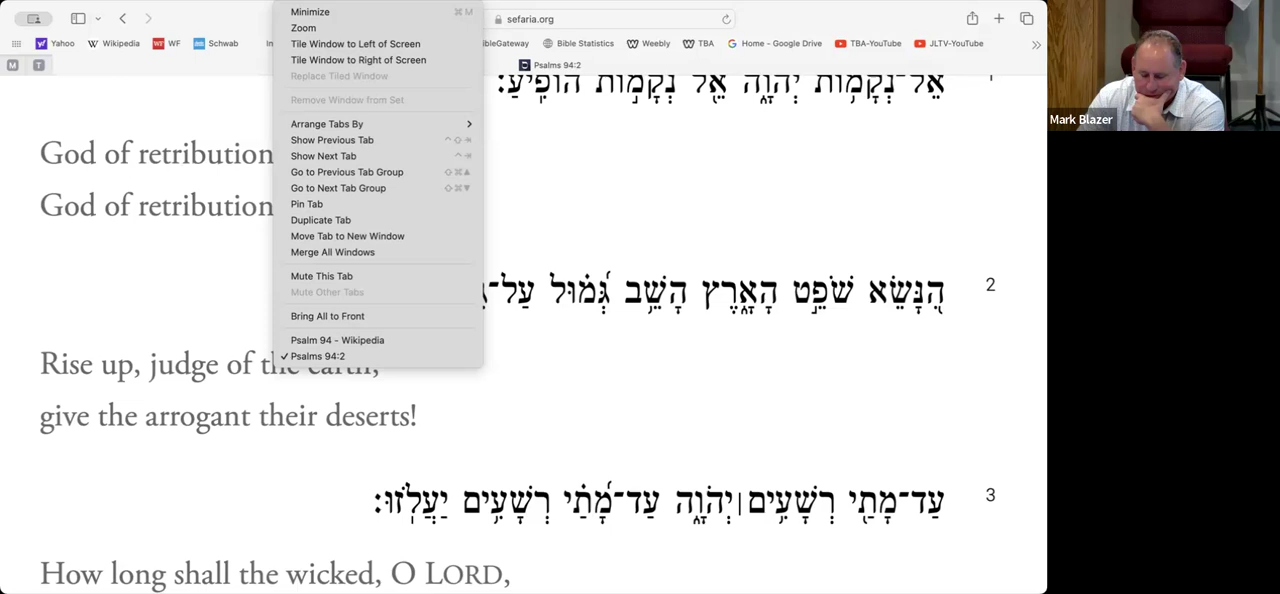 sefaria.org
Yahoo
Wikipedia
WF
Schwab
In
ibleGateway
Bible Statistics
Weebly
TBA
Home - Google Drive
TBA-YouTube
JLTV-YouTube
M
T
Psalms 94:2
Minimize ⌘ M
Zoom
Tile Window to Left of Screen
Tile Window to Right of Screen
Replace Tiled Window
Remove Window from Set
Arrange Tabs By
Show Previous Tab
Show Next Tab
Go to Previous Tab Group
Go to Next Tab Group
Pin Tab
Duplicate Tab
Move Tab to New Window
Merge All Windows
Mute This Tab
Mute Other Tabs
Bring All to Front
Psalm 94 - Wikipedia
✓ Psalms 94:2
Mark Blazer
אֵל־נְקָמ֥וֹת יְהֹוָ֑ה אֵ֖ל נְקָמ֣וֹת הוֹפִֽיעַ׃
God of retribution
God of retribution
2
הִ֭נָּשֵׂא שֹׁפֵ֣ט הָאָ֑רֶץ הָשֵׁ֥ב גְּ֝מ֗וּל עַל־
Rise up, judge of the earth,
give the arrogant their deserts!
3
עַד־מָתַ֖י רְשָׁעִ֥ים ׀ יְהֹוָ֑ה עַד־מָ֝תַ֗י רְשָׁעִ֥ים יַעֲלֹֽזוּ׃
How long shall the wicked, O LORD,